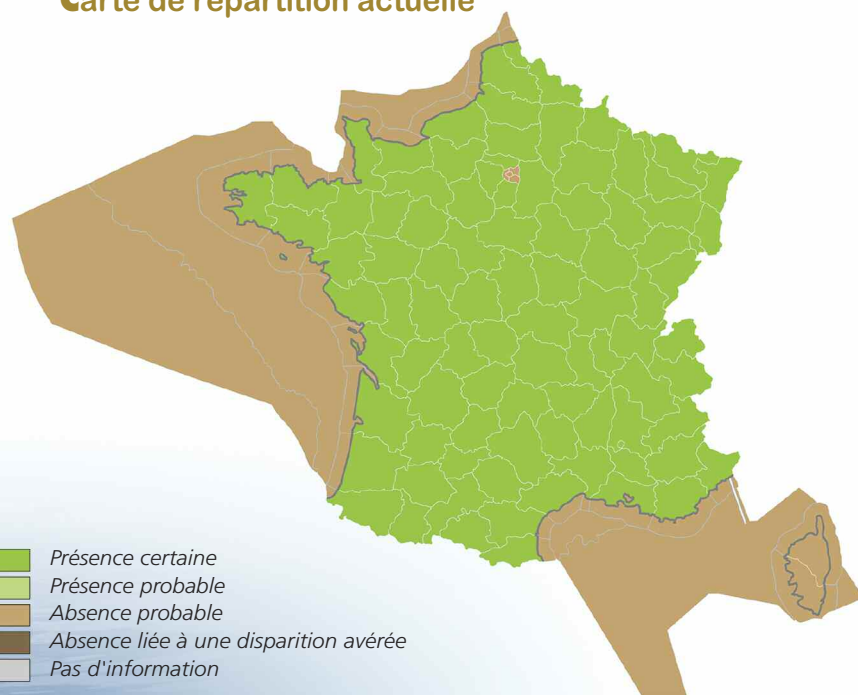 Carte de répartition actuelle
Présence certaine
Présence probable
Absence probable
Absence liée à une disparition avérée
Pas d'information